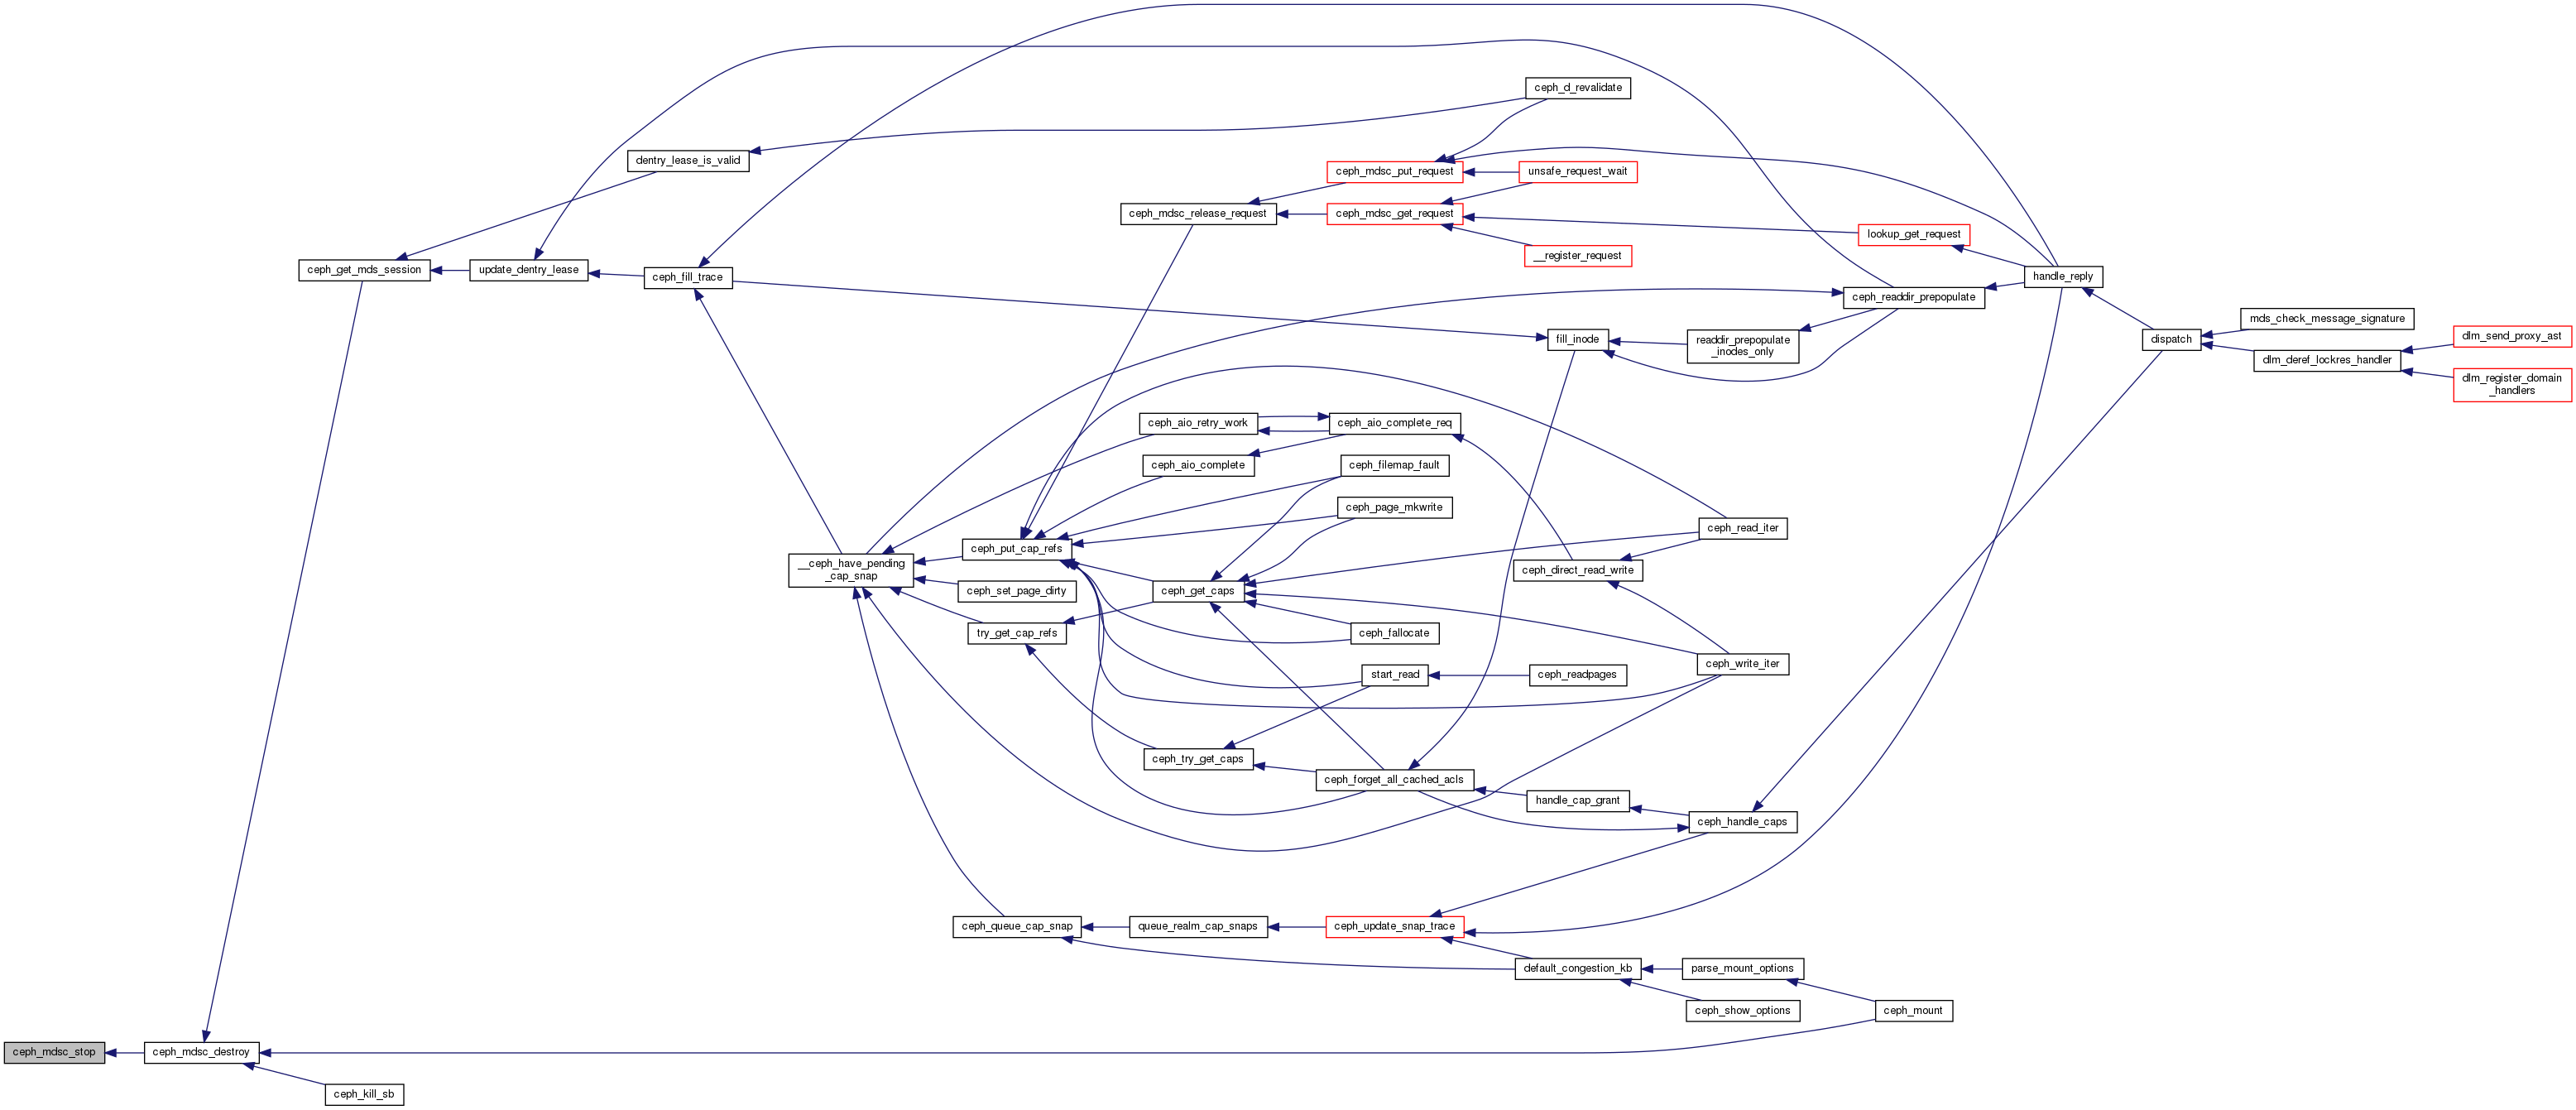 ceph_d_revalidate
dentry_lease_is_valid
ceph_mdsc_put_request
unsafe_request_wait
ceph_mdsc_release_request
ceph_mdsc_get_request
lookup_get_request
__register_request
ceph_get_mds_session
update_dentry_lease
ceph_fill_trace
handle_reply
ceph_readdir_prepopulate
mds_check_message_signature
fill_inode
readdir_prepopulate
_inodes_only
dispatch
dlm_send_proxy_ast
dlm_deref_lockres_handler
dlm_register_domain
_handlers
ceph_aio_retry_work
ceph_aio_complete_req
ceph_aio_complete
ceph_filemap_fault
ceph_page_mkwrite
ceph_read_iter
ceph_put_cap_refs
__ceph_have_pending
_cap_snap
ceph_direct_read_write
ceph_set_page_dirty
ceph_get_caps
try_get_cap_refs
ceph_fallocate
ceph_write_iter
start_read
ceph_readpages
ceph_try_get_caps
ceph_forget_all_cached_acls
handle_cap_grant
ceph_handle_caps
ceph_queue_cap_snap
queue_realm_cap_snaps
ceph_update_snap_trace
default_congestion_kb
parse_mount_options
ceph_show_options
ceph_mount
ceph_mdsc_stop
ceph_mdsc_destroy
ceph_kill_sb